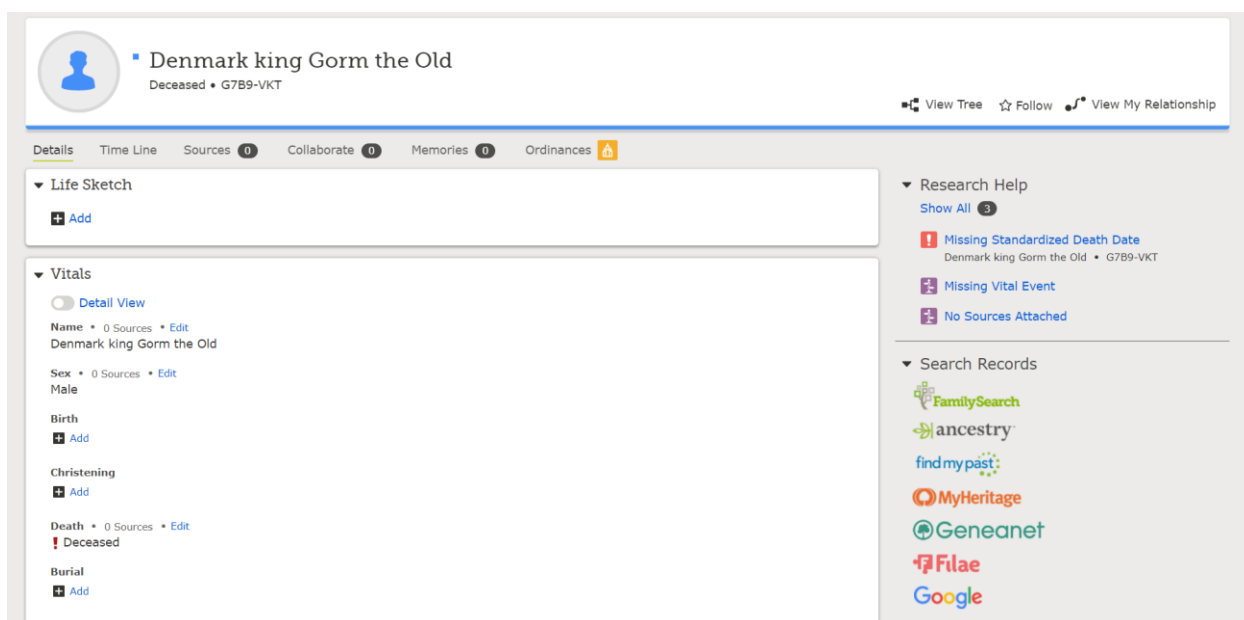 Denmark king Gorm the Old
Deceased • G7B9-VKT
View Tree Follow View My Relationship
Details Time Line Sources 0 Collaborate 0 Memories 0 Ordinances
Life Sketch
Add
Vitals
Detail View
Name • 0 Sources • Edit
Denmark king Gorm the Old
Sex • 0 Sources • Edit
Male
Birth
Add
Christening
Add
Death • 0 Sources • Edit
! Deceased
Burial
Add
Research Help
Show All 3
! Missing Standardized Death Date
Denmark king Gorm the Old • G7B9-VKT
Missing Vital Event
No Sources Attached
Search Records
FamilySearch
ancestry
findmypast
MyHeritage
Geneanet
Filae
Google